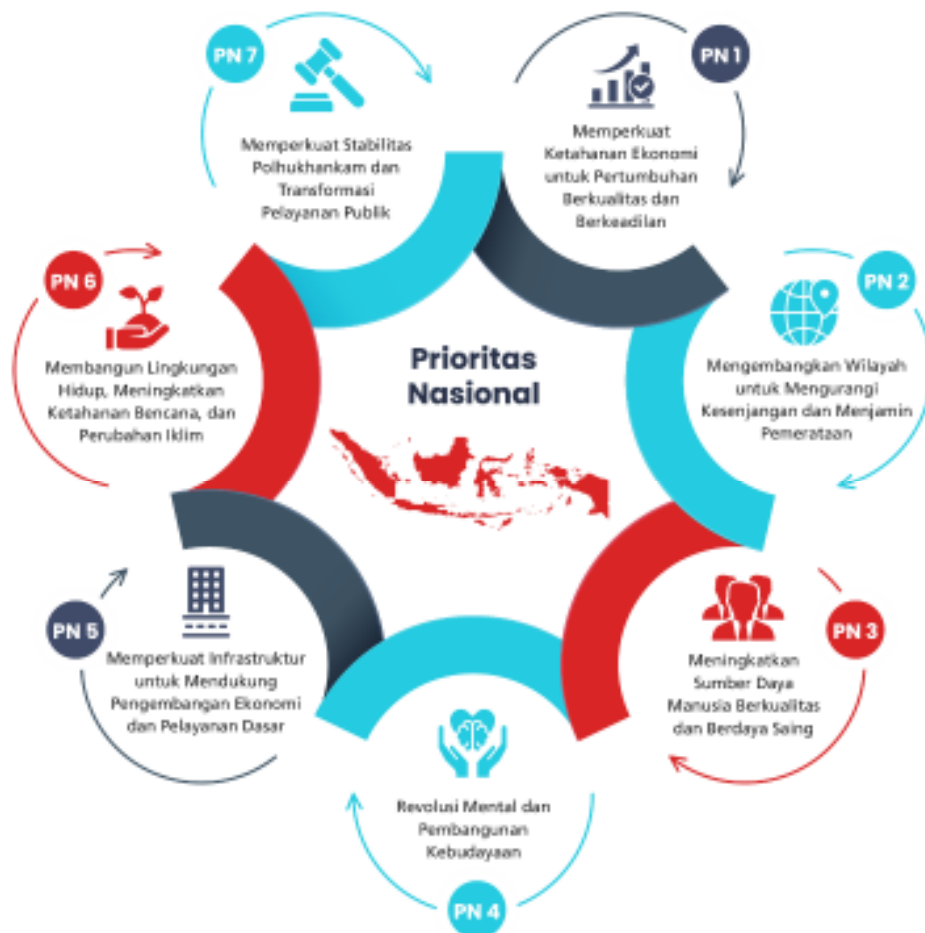 Prioritas
Nasional
PN 1
Memperkuat
Ketahanan Ekonomi
untuk Pertumbuhan
Berkualitas dan
Berkeadilan
PN 2
Mengembangkan Wilayah
untuk Mengurangi
Kesenjangan dan Menjamin
Pemerataan
PN 3
Meningkatkan
Sumber Daya
Manusia Berkualitas
dan Berdaya Saing
PN 4
Revolusi Mental dan
Pembangunan
Kebudayaan
PN 5
Memperkuat Infrastruktur
untuk Mendukung
Pengembangan Ekonomi
dan Pelayanan Dasar
PN 6
Membangun Lingkungan
Hidup, Meningkatkan
Ketahanan Bencana, dan
Perubahan Iklim
PN 7
Memperkuat Stabilitas
Polhukhankam dan
Transformasi
Pelayanan Publik